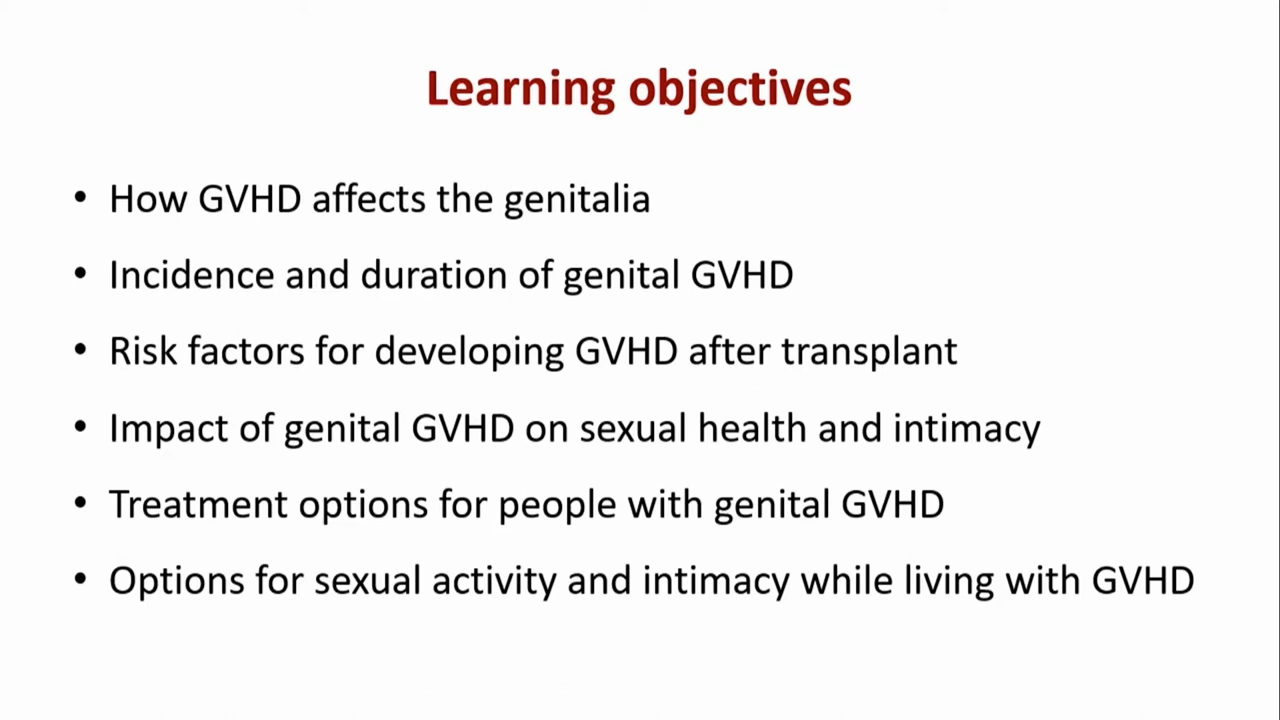 Learning objectives
• How GVHD affects the genitalia
• Incidence and duration of genital GVHD
• Risk factors for developing GVHD after transplant
• Impact of genital GVHD on sexual health and intimacy
• Treatment options for people with genital GVHD
• Options for sexual activity and intimacy while living with GVHD